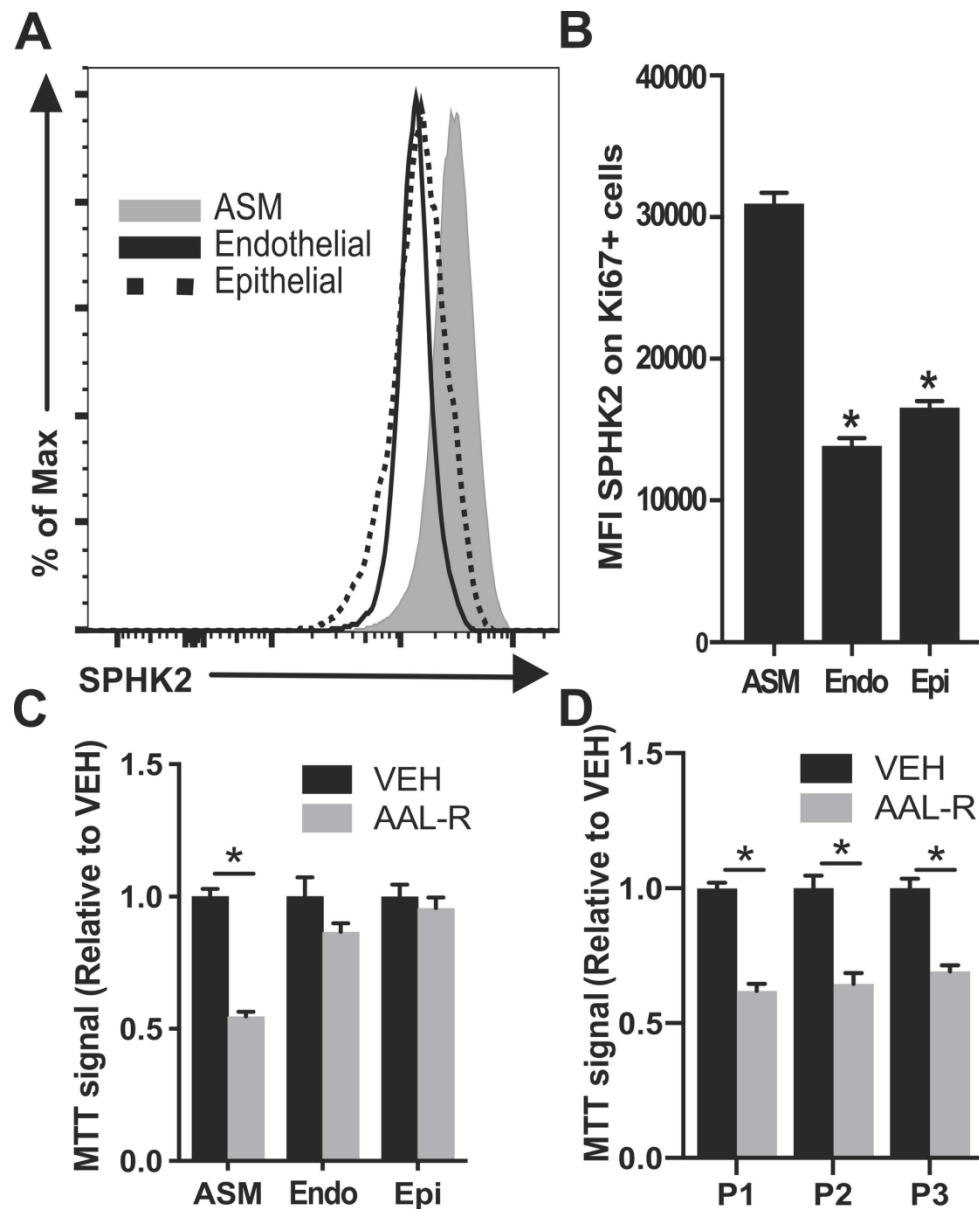 A
% of Max
ASM
Endothelial
Epithelial
SPHK2
B
MFI SPHK2 on Ki67+ cells
40000
30000
20000
10000
0
*
*
ASM Endo Epi
C
MTT signal (Relative to VEH)
1.5
1.0
0.5
0.0
VEH
AAL-R
*
ASM Endo Epi
D
MTT signal (Relative to VEH)
1.5
1.0
0.5
0.0
VEH
AAL-R
* * *
P1 P2 P3